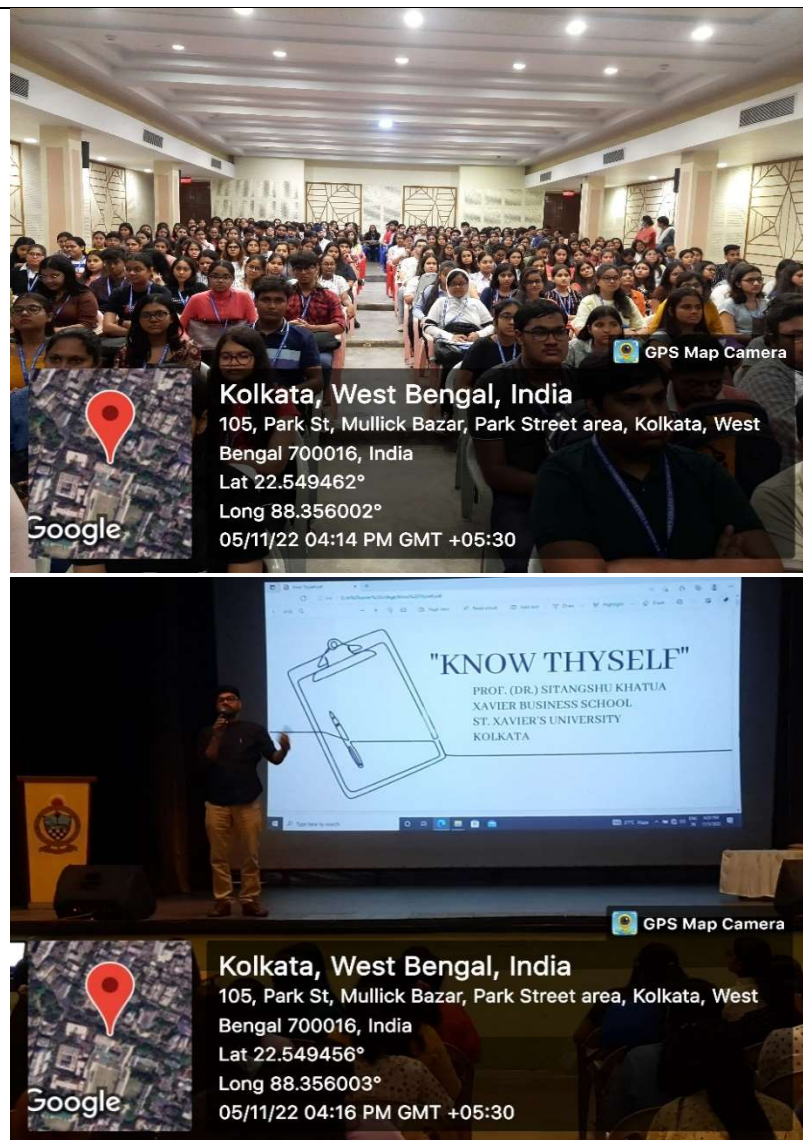 GPS Map Camera
Kolkata, West Bengal, India
105, Park St, Mullick Bazar, Park Street area, Kolkata, West
Bengal 700016, India
Lat 22.549462°
Long 88.356002°
05/11/22 04:14 PM GMT +05:30
Google
"KNOW THYSELF"
PROF. (DR.) SITANGSHU KHATUA
XAVIER BUSINESS SCHOOL
ST. XAVIER'S UNIVERSITY
KOLKATA
Type here to search
GPS Map Camera
Kolkata, West Bengal, India
105, Park St, Mullick Bazar, Park Street area, Kolkata, West
Bengal 700016, India
Lat 22.549456°
Long 88.356003°
05/11/22 04:16 PM GMT +05:30
Google